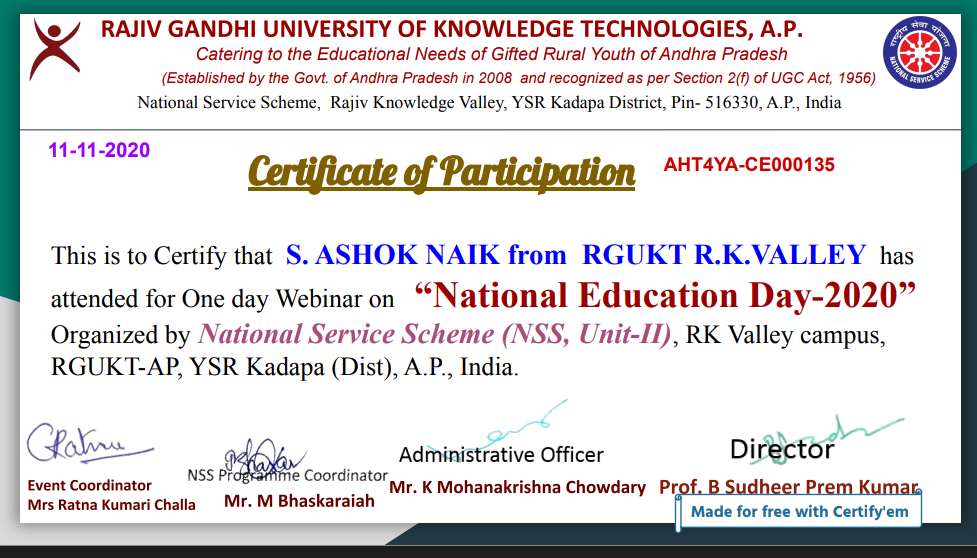 RAJIV GANDHI UNIVERSITY OF KNOWLEDGE TECHNOLOGIES, A.P.
Catering to the Educational Needs of Gifted Rural Youth of Andhra Pradesh
(Established by the Govt. of Andhra Pradesh in 2008 and recognized as per Section 2(f) of UGC Act, 1956)
National Service Scheme, Rajiv Knowledge Valley, YSR Kadapa District, Pin- 516330, A.P., India
राष्ट्रीय सेवा योजना
NATIONAL SERVICE SCHEME
11-11-2020
Certificate of Participation
AHT4YA-CE000135
This is to Certify that S. ASHOK NAIK from RGUKT R.K.VALLEY has
attended for One day Webinar on “National Education Day-2020”
Organized by National Service Scheme (NSS, Unit-II), RK Valley campus,
RGUKT-AP, YSR Kadapa (Dist), A.P., India.
Event Coordinator
Mrs Ratna Kumari Challa
NSS Programme Coordinator
Mr. M Bhaskaraiah
Administrative Officer
Mr. K Mohanakrishna Chowdary
Director
Prof. B Sudheer Prem Kumar
Made for free with Certify'em